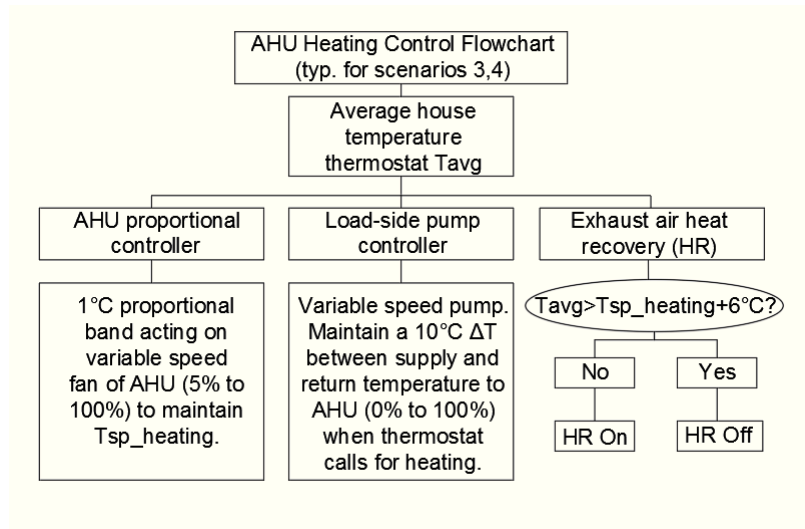 AHU Heating Control Flowchart
(typ. for scenarios 3,4)
Average house
temperature
thermostat Tavg
AHU proportional
controller
Load-side pump
controller
Exhaust air heat
recovery (HR)
1°C proportional
band acting on
variable speed
fan of AHU (5% to
100%) to maintain
Tsp_heating.
Variable speed pump.
Maintain a 10°C ΔT
between supply and
return temperature to
AHU (0% to 100%)
when thermostat
calls for heating.
Tavg>Tsp_heating+6°C?
No
Yes
HR On
HR Off